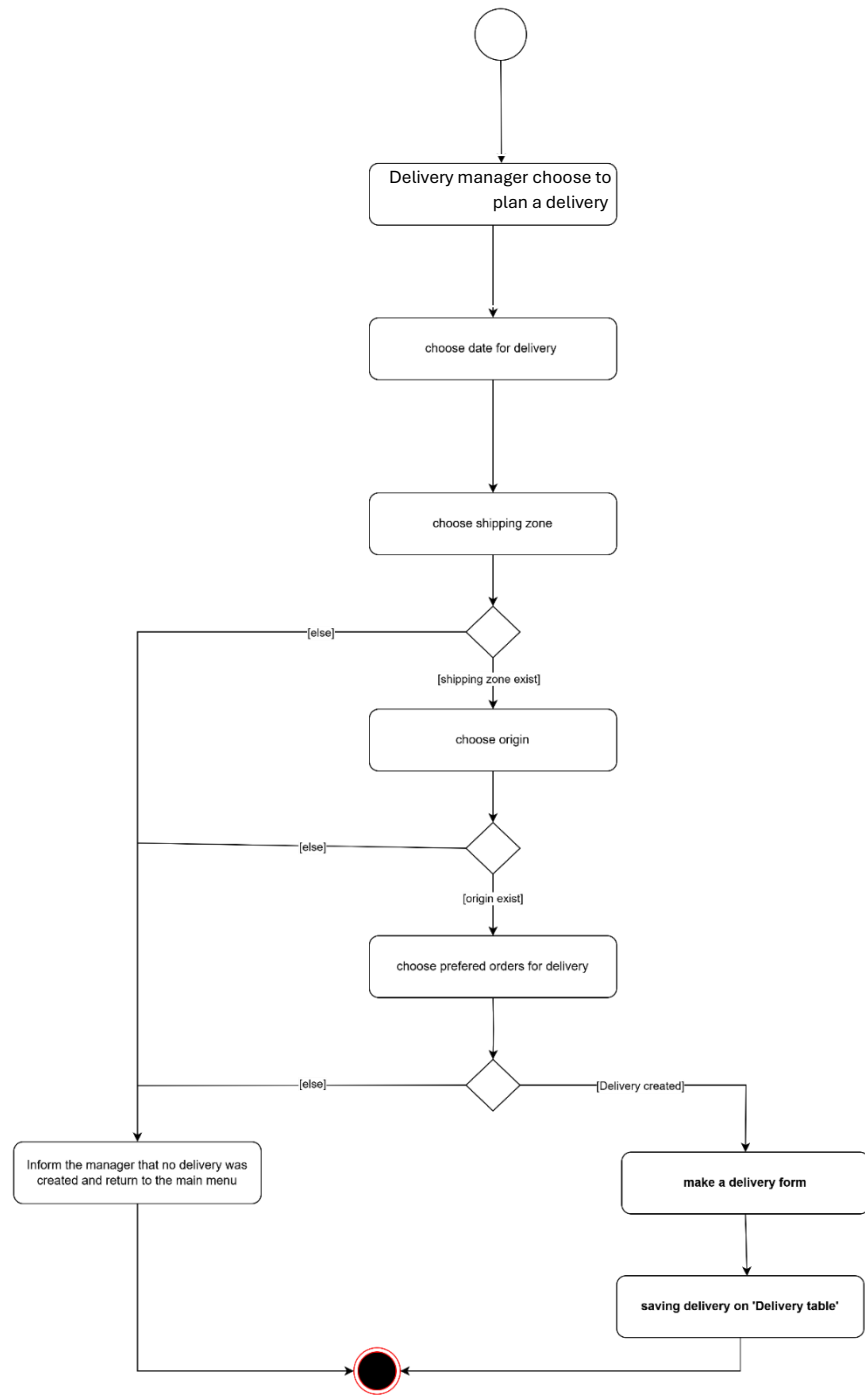 Delivery manager choose to
plan a delivery
choose date for delivery
choose shipping zone
[else]
[shipping zone exist]
choose origin
[else]
[origin exist]
choose prefered orders for delivery
[else]
[Delivery created]
Inform the manager that no delivery was
created and return to the main menu
make a delivery form
saving delivery on 'Delivery table'